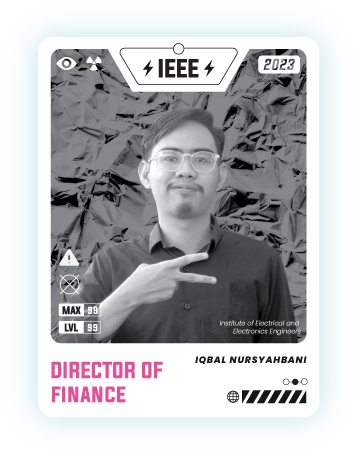 IEEE
2023
MAX 99
LVL 99
Institute of Electrical and
Electronics Engineers
IQBAL NURSYAHBANI
DIRECTOR OF
FINANCE